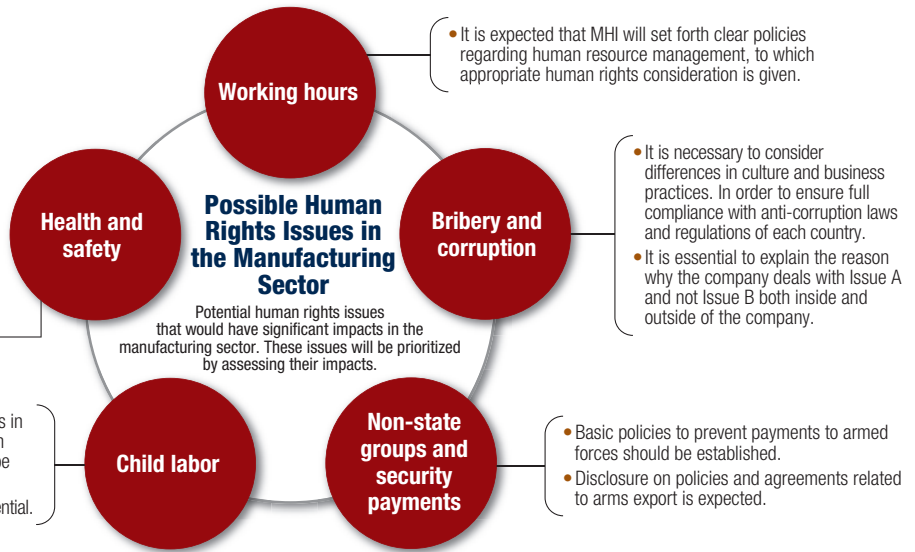 Working hours
• It is expected that MHI will set forth clear policies
regarding human resource management, to which
appropriate human rights consideration is given.
Health and
safety
Possible Human
Rights Issues in
the Manufacturing
Sector
Potential human rights issues
that would have significant impacts in the
manufacturing sector. These issues will be prioritized
by assessing their impacts.
Bribery and
corruption
• It is necessary to consider
differences in culture and business
practices. In order to ensure full
compliance with anti-corruption laws
and regulations of each country.
• It is essential to explain the reason
why the company deals with Issue A
and not Issue B both inside and
outside of the company.
in
Child labor
Non-state
groups and
security
payments
• Basic policies to prevent payments to armed
forces should be established.
• Disclosure on policies and agreements related
to arms export is expected.